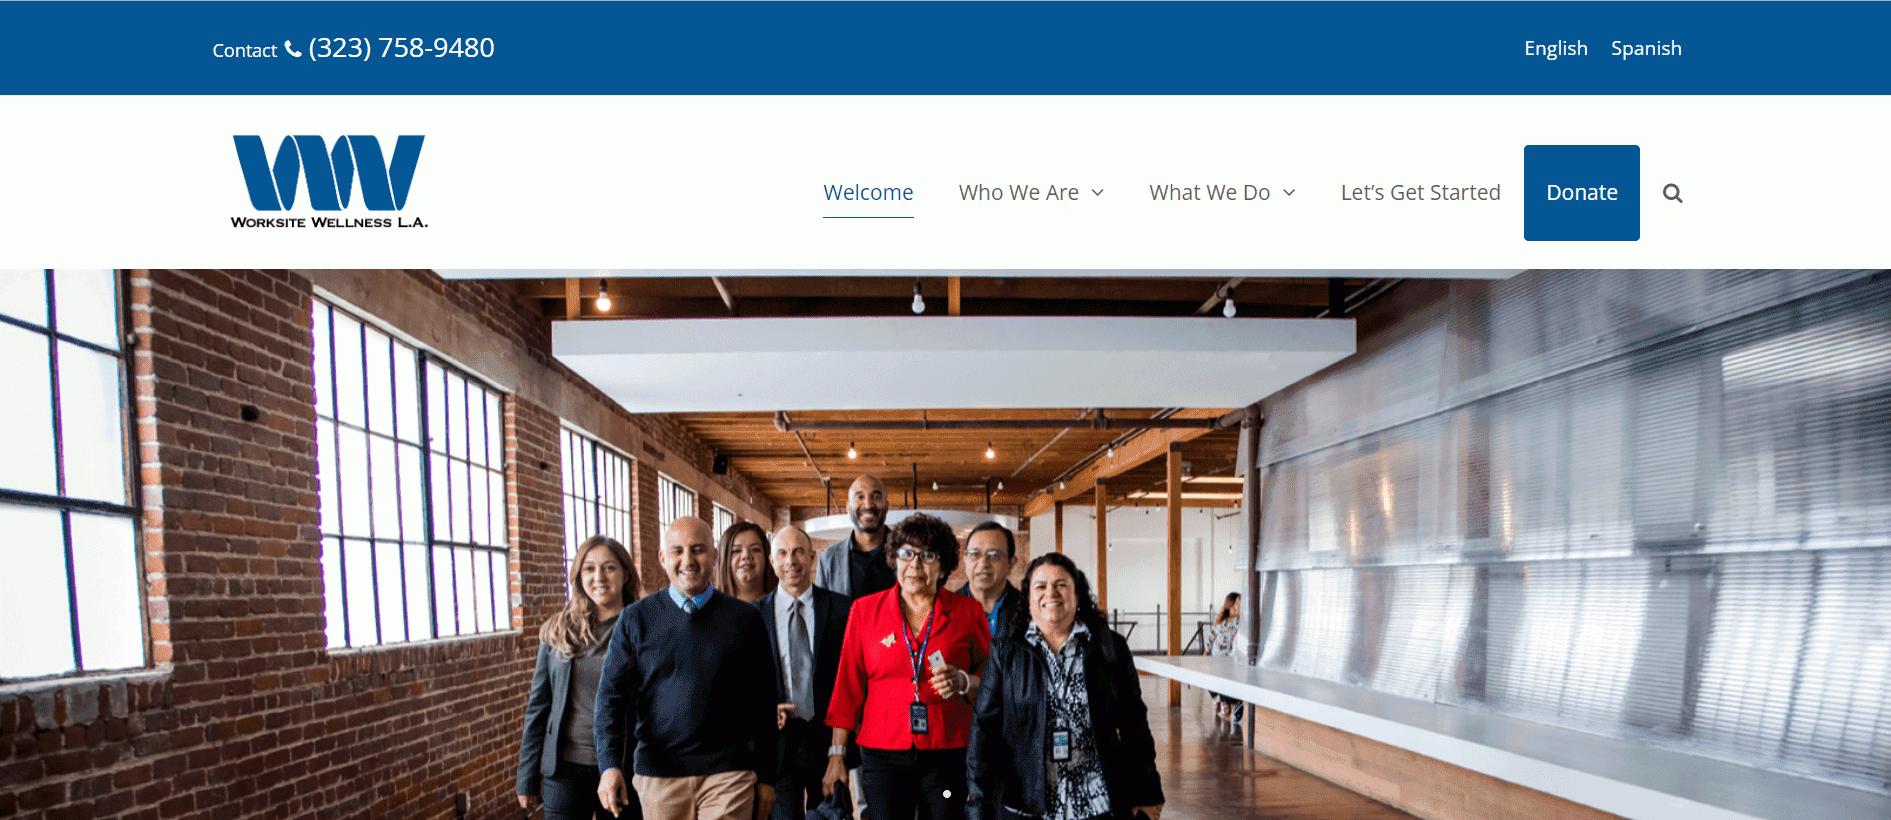 Contact (323) 758-9480
English Spanish
WORKSITE WELLNESS L.A.
Welcome Who We Are What We Do Let's Get Started Donate